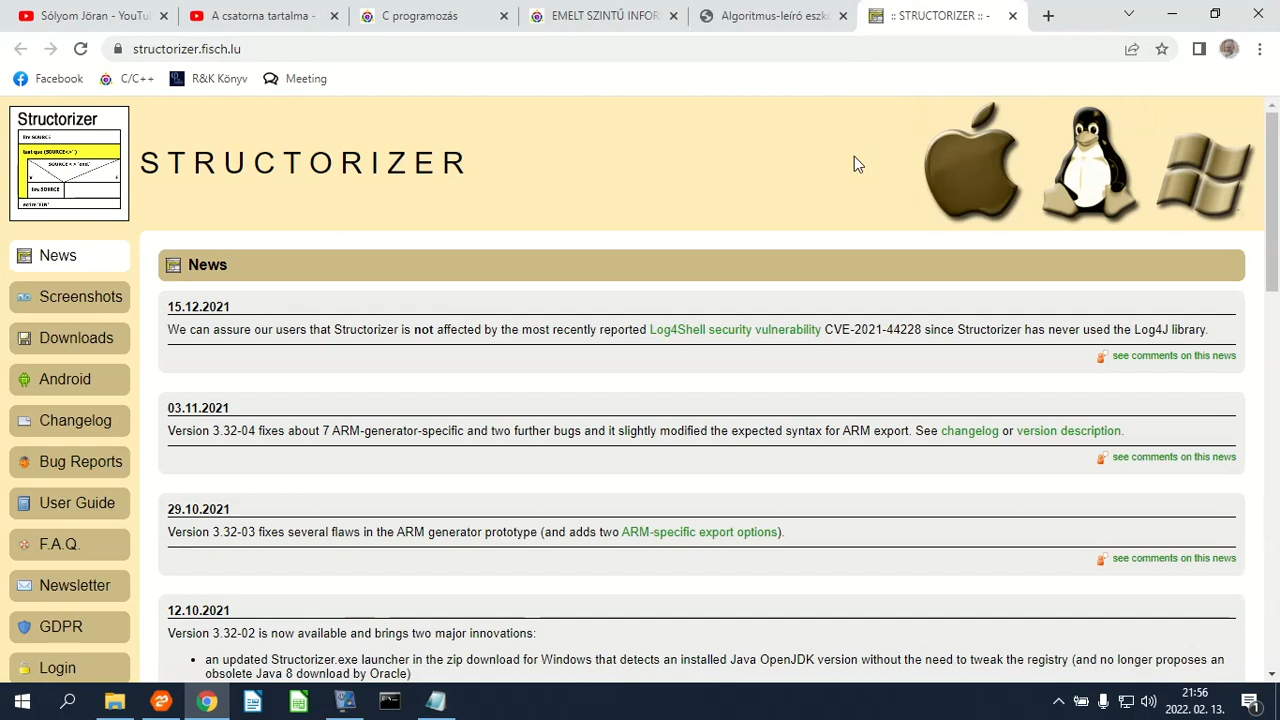 Sólyom Jöran - YouTu
A csatorna tartalma -
C programozás
EMELT SZINTŰ INFOR
Algoritmus-leíró eszkö
:: STRUCTORIZER :: -
structorizer.fisch.lu
Facebook
C/C++
R&K Könyv
Meeting
Structorizer
STRUCTORIZER
News
Screenshots
Downloads
Android
Changelog
Bug Reports
User Guide
F.A.Q.
Newsletter
GDPR
Login
News
15.12.2021
We can assure our users that Structorizer is not affected by the most recently reported Log4Shell security vulnerability CVE-2021-44228 since Structorizer has never used the Log4J library.
see comments on this news
03.11.2021
Version 3.32-04 fixes about 7 ARM-generator-specific and two further bugs and it slightly modified the expected syntax for ARM export. See changelog or version description.
see comments on this news
29.10.2021
Version 3.32-03 fixes several flaws in the ARM generator prototype (and adds two ARM-specific export options).
see comments on this news
12.10.2021
Version 3.32-02 is now available and brings two major innovations:
• an updated Structorizer.exe launcher in the zip download for Windows that detects an installed Java OpenJDK version without the need to tweak the registry (and no longer proposes an
obsolete Java 8 download by Oracle)
21:56
2022. 02. 13.
1